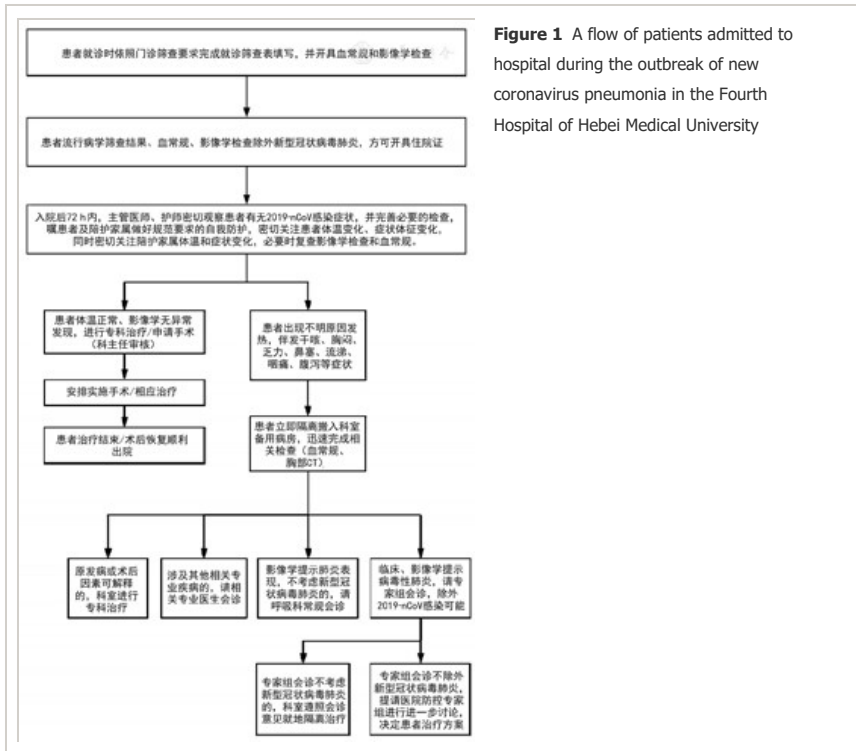 患者就诊时依照门诊筛查要求完成就诊筛查表填写，并开具血常规和影像学检查
Figure 1 A flow of patients admitted to
hospital during the outbreak of new
coronavirus pneumonia in the Fourth
Hospital of Hebei Medical University
患者流行病学筛查结果、血常规、影像学检查除外新型冠状病毒肺炎，方可开具住院证
入院后72 h内，主管医师、护师密切观察患者有无2019-nCoV感染症状，并完善必要的检查，
嘱患者及陪护家属做好规范要求的自我防护。密切关注患者体温变化、症状体征变化，
同时密切关注陪护家属体温和症状变化，必要时复查影像学检查和血常规。
患者体温正常、影像学无异常
发现，进行专科治疗/申请手术
（科主任审核）
患者出现不明原因发
热，伴发干咳、胸闷、
乏力、鼻塞、流涕、
咽痛、腹泻等症状
安排实施手术/相应治疗
患者治疗结束/术后恢复顺利
出院
患者立即隔离搬入科室
备用病房，迅速完成相
关检查（血常规、
胸部CT）
原发病或术后
因素可解释
的，科室进行
专科治疗
涉及其他相关专
业疾病的，请相
关专业医生会诊
影像学提示肺炎表
现，不考虑新型冠
状病毒肺炎的，请
呼吸科常规会诊
临床、影像学提示
病毒性肺炎，请专
家组会诊，除外
2019-nCoV感染可能
专家组会诊不考虑
新型冠状病毒肺炎
的，科室遵照会诊
意见就地隔离治疗
专家组会诊不除外
新型冠状病毒肺炎，
提请医院防控专家
组进行进一步讨论，
决定患者治疗方案